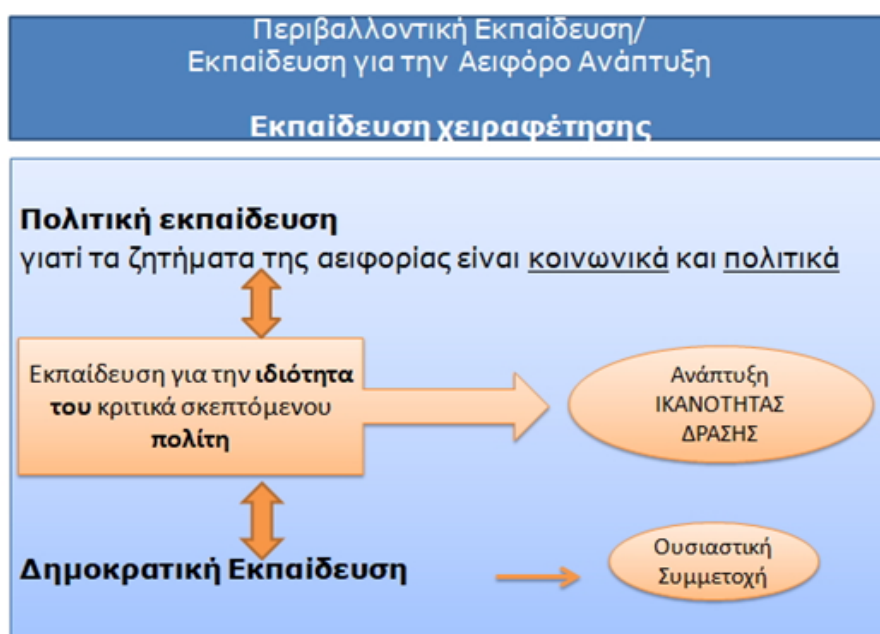 Περιβαλλοντική Εκπαίδευση/
Εκπαίδευση για την Αειφόρο Ανάπτυξη
Εκπαίδευση χειραφέτησης
Πολιτική εκπαίδευση
γιατί τα ζητήματα της αειφορίας είναι κοινωνικά και πολιτικά
Εκπαίδευση για την ιδιότητα
του κριτικά σκεπτόμενου
πολίτη
Ανάπτυξη
ΙΚΑΝΟΤΗΤΑΣ
ΔΡΑΣΗΣ
Δημοκρατική Εκπαίδευση
Ουσιαστική
Συμμετοχή